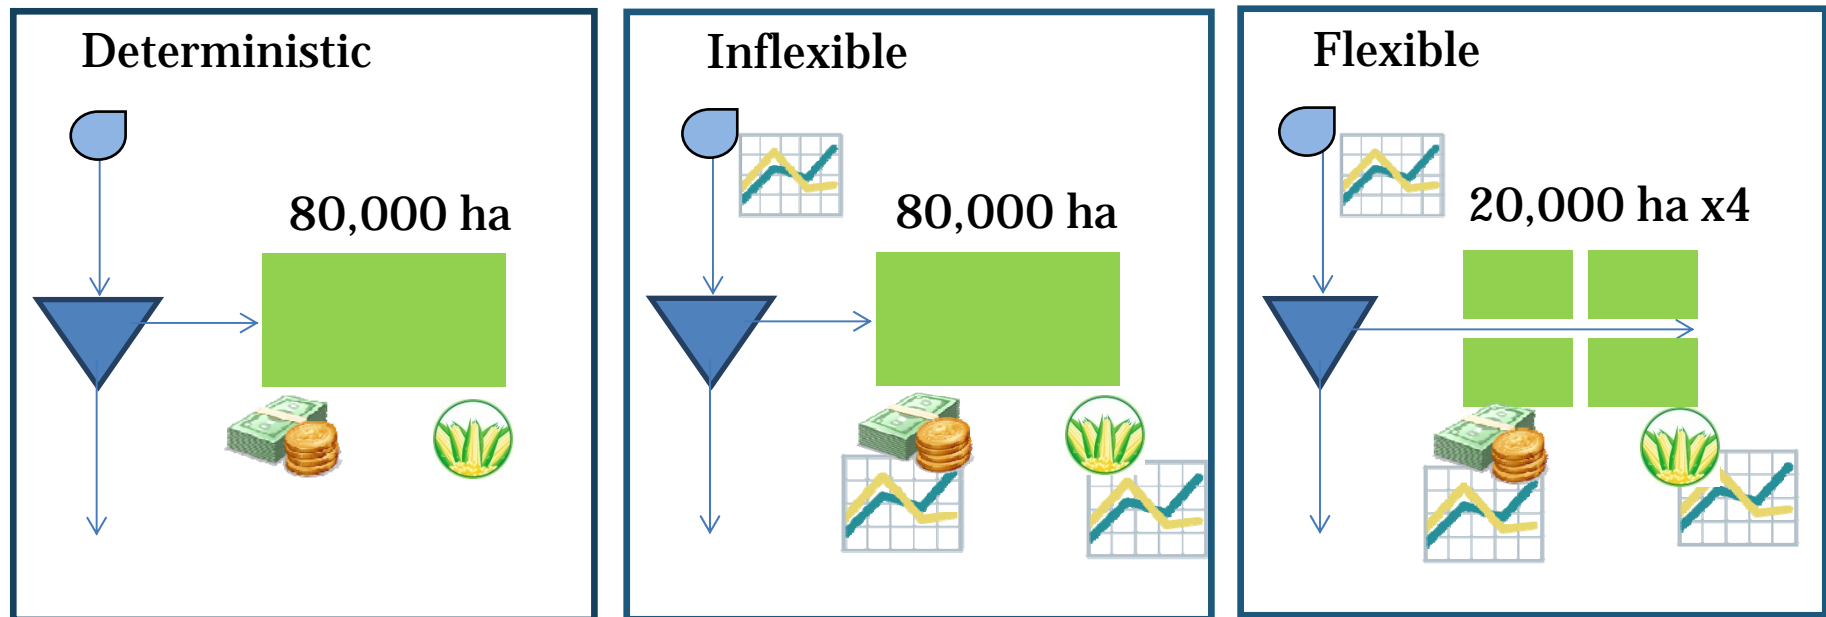 Deterministic
80,000 ha
Inflexible
80,000 ha
Flexible
20,000 ha x4